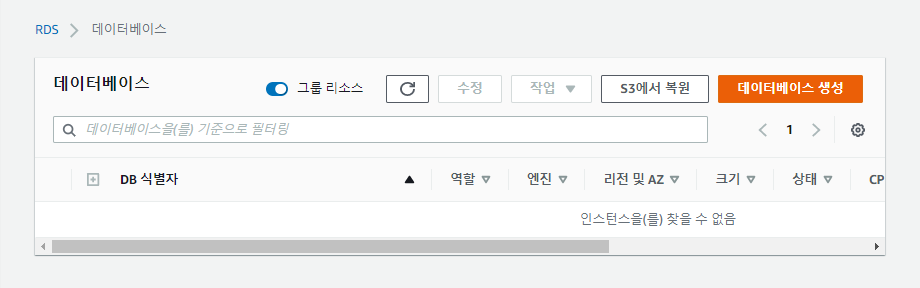 RDS 데이터베이스
데이터베이스 그룹 리소스 수정 작업 S3에서 복원 데이터베이스 생성
데이터베이스을(를) 기준으로 필터링 1
DB 식별자 역할 엔진 리전 및 AZ 크기 상태 CP
인스턴스을(를) 찾을 수 없음